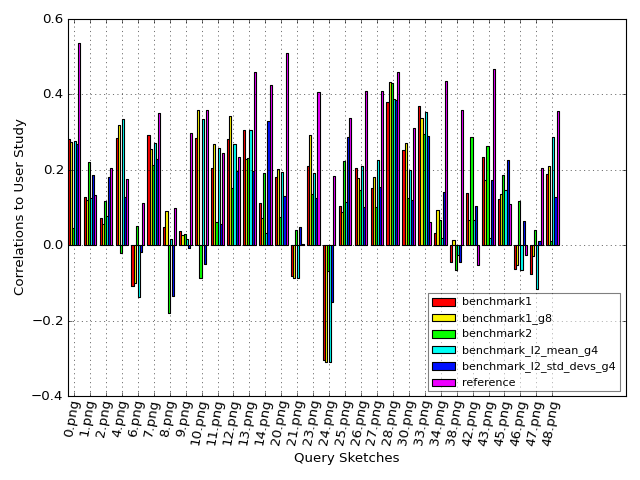 0.6
0.4
0.2
0.0
−0.2
−0.4
Correlations to User Study
0.png
1.png
2.png
4.png
6.png
7.png
8.png
9.png
10.png
11.png
12.png
13.png
14.png
20.png
21.png
23.png
24.png
25.png
26.png
27.png
28.png
30.png
33.png
34.png
38.png
42.png
43.png
45.png
46.png
47.png
48.png
Query Sketches
benchmark1
benchmark1_g8
benchmark2
benchmark_l2_mean_g4
benchmark_l2_std_devs_g4
reference